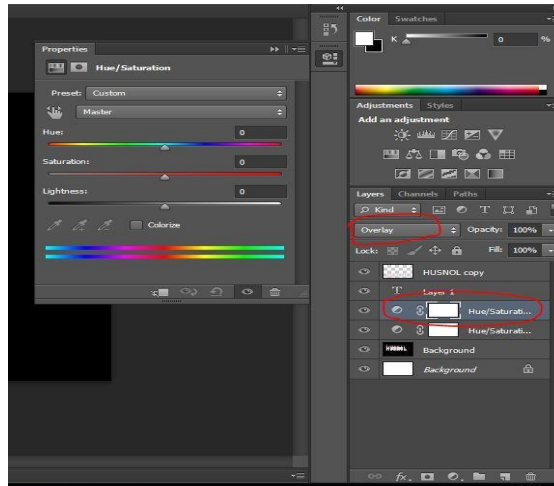 Color Swatches
K 0 %
Properties
Hue/Saturation
Preset: Custom
Master
Hue: 0
Saturation: 0
Lightness: 0
Colorize
Adjustments Styles
Add an adjustment
Layers Channels Paths
Kind
Overlay Opacity: 100%
Lock: Fill: 100%
HUSNOL copy
T Layer 1
Hue/Saturati...
Hue/Saturati...
HUSNOL Background
Background
fx.